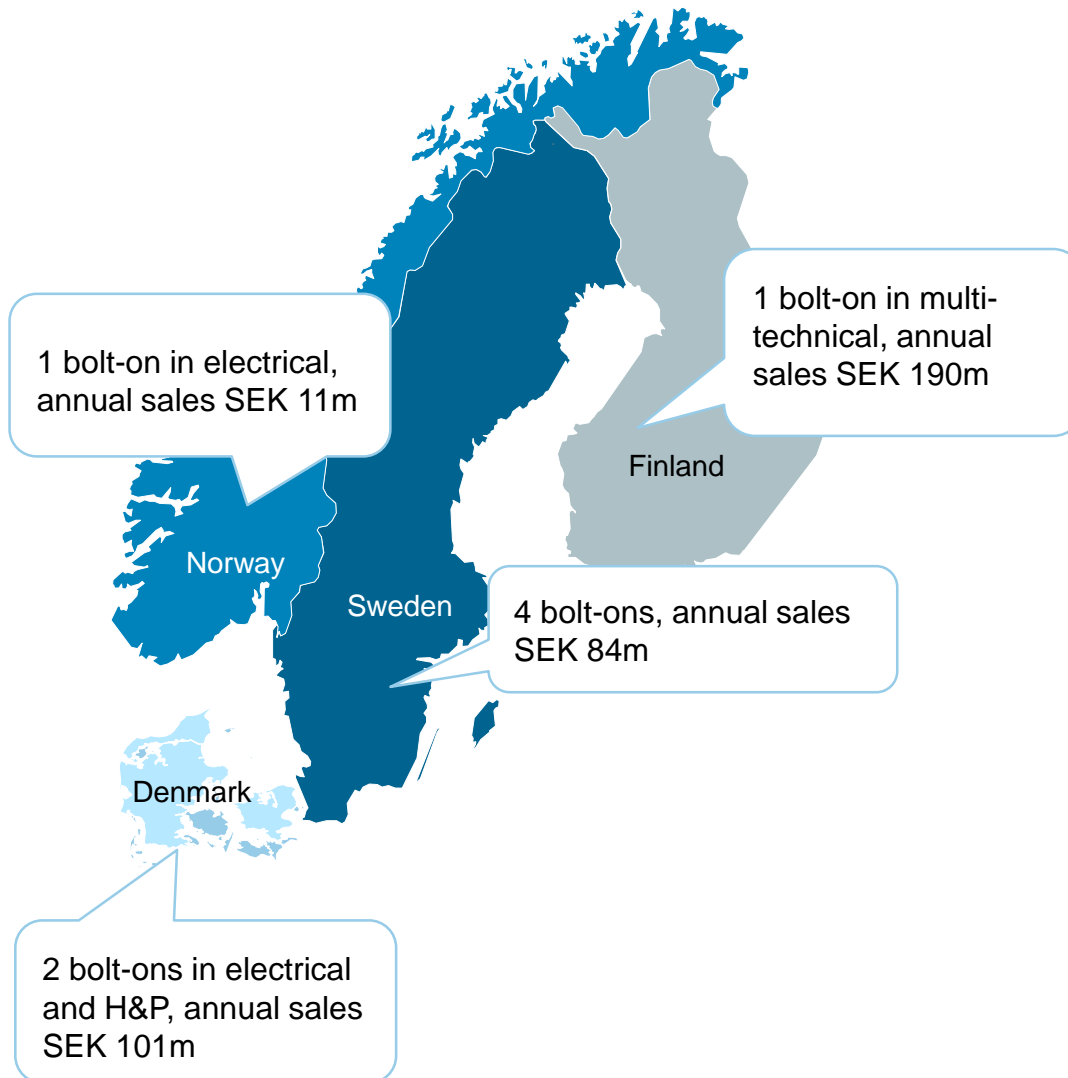 1 bolt-on in multi-
technical, annual
sales SEK 190m
1 bolt-on in electrical,
annual sales SEK 11m
Finland
Norway
Sweden
4 bolt-ons, annual sales
SEK 84m
Denmark
2 bolt-ons in electrical
and H&P, annual sales
SEK 101m